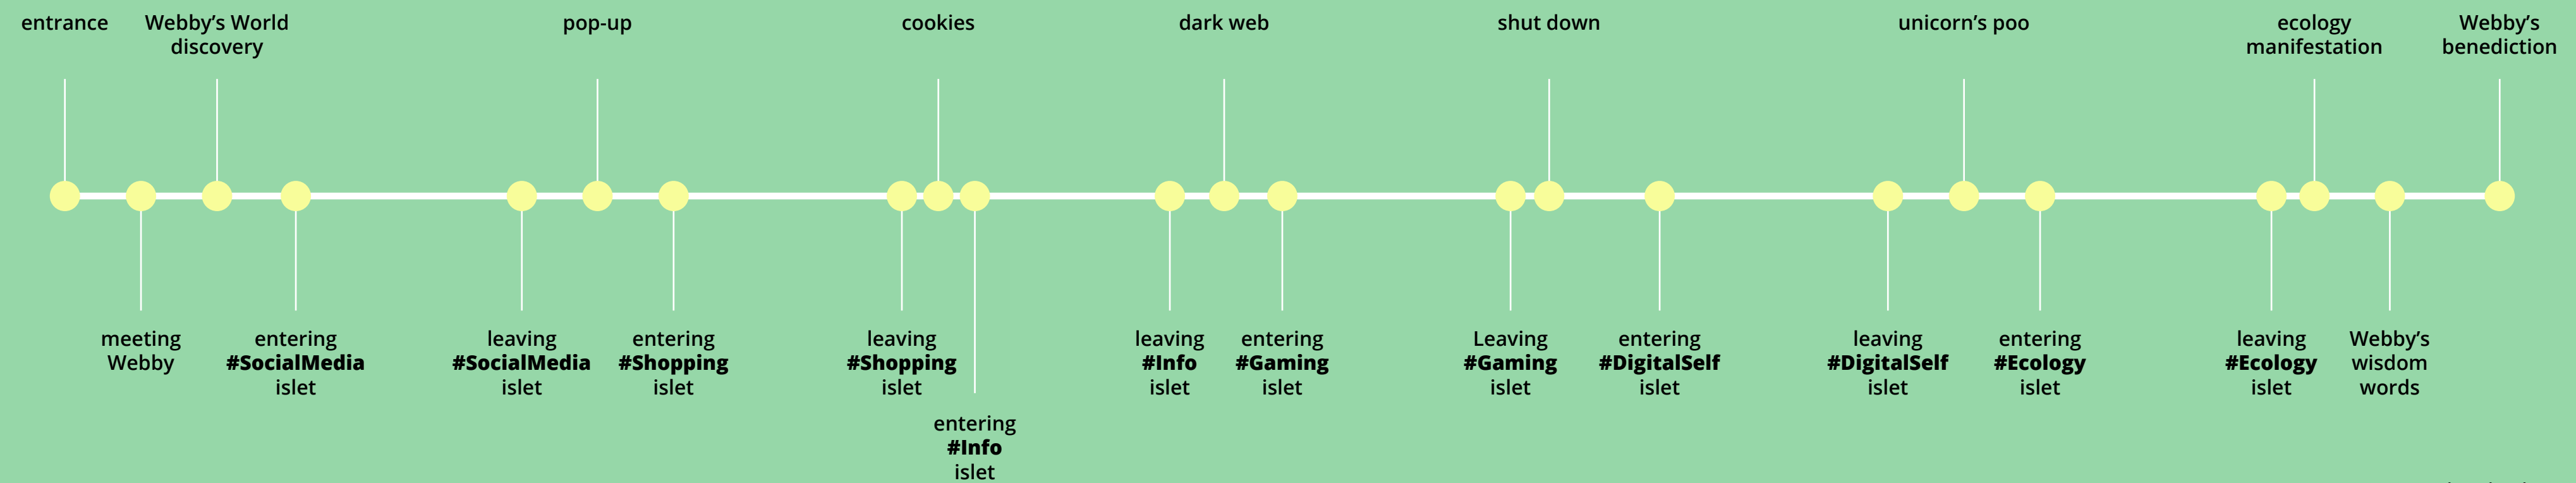 entrance
Webby’s World
discovery
pop-up
cookies
dark web
shut down
unicorn’s poo
ecology
manifestation
Webby’s
benediction
meeting
Webby
entering
#SocialMedia
islet
leaving
#SocialMedia
islet
entering
#Shopping
islet
leaving
#Shopping
islet
entering
#Info
islet
leaving
#Info
islet
entering
#Gaming
islet
Leaving
#Gaming
islet
entering
#DigitalSelf
islet
leaving
#DigitalSelf
islet
entering
#Ecology
islet
leaving
#Ecology
islet
Webby’s
wisdom
words